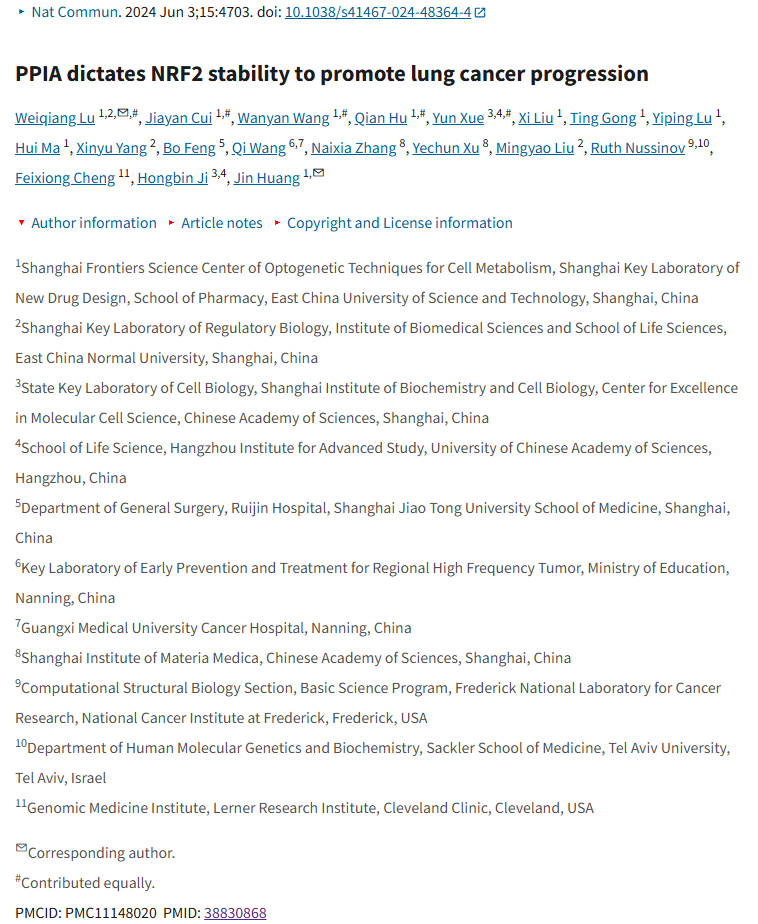 ▸ Nat Commun. 2024 Jun 3;15:4703. doi: 10.1038/s41467-024-48364-4
PPIA dictates NRF2 stability to promote lung cancer progression
Weiqiang Lu 1,2,✉,#, Jiayan Cui 1,#, Wanyan Wang 1,#, Qian Hu 1,#, Yun Xue 3,4,#, Xi Liu 1, Ting Gong 1, Yiping Lu 1,
Hui Ma 1, Xinyu Yang 2, Bo Feng 5, Qi Wang 6,7, Naixia Zhang 8, Yechun Xu 8, Mingyao Liu 2, Ruth Nussinov 9,10,
Feixiong Cheng 11, Hongbin Ji 3,4, Jin Huang 1,✉
▾ Author information ▸ Article notes ▸ Copyright and License information
1Shanghai Frontiers Science Center of Optogenetic Techniques for Cell Metabolism, Shanghai Key Laboratory of
New Drug Design, School of Pharmacy, East China University of Science and Technology, Shanghai, China
2Shanghai Key Laboratory of Regulatory Biology, Institute of Biomedical Sciences and School of Life Sciences,
East China Normal University, Shanghai, China
3State Key Laboratory of Cell Biology, Shanghai Institute of Biochemistry and Cell Biology, Center for Excellence
in Molecular Cell Science, Chinese Academy of Sciences, Shanghai, China
4School of Life Science, Hangzhou Institute for Advanced Study, University of Chinese Academy of Sciences,
Hangzhou, China
5Department of General Surgery, Ruijin Hospital, Shanghai Jiao Tong University School of Medicine, Shanghai,
China
6Key Laboratory of Early Prevention and Treatment for Regional High Frequency Tumor, Ministry of Education,
Nanning, China
7Guangxi Medical University Cancer Hospital, Nanning, China
8Shanghai Institute of Materia Medica, Chinese Academy of Sciences, Shanghai, China
9Computational Structural Biology Section, Basic Science Program, Frederick National Laboratory for Cancer
Research, National Cancer Institute at Frederick, Frederick, USA
10Department of Human Molecular Genetics and Biochemistry, Sackler School of Medicine, Tel Aviv University,
Tel Aviv, Israel
11Genomic Medicine Institute, Lerner Research Institute, Cleveland Clinic, Cleveland, USA
✉Corresponding author.
#Contributed equally.
PMCID: PMC11148020 PMID: 38830868